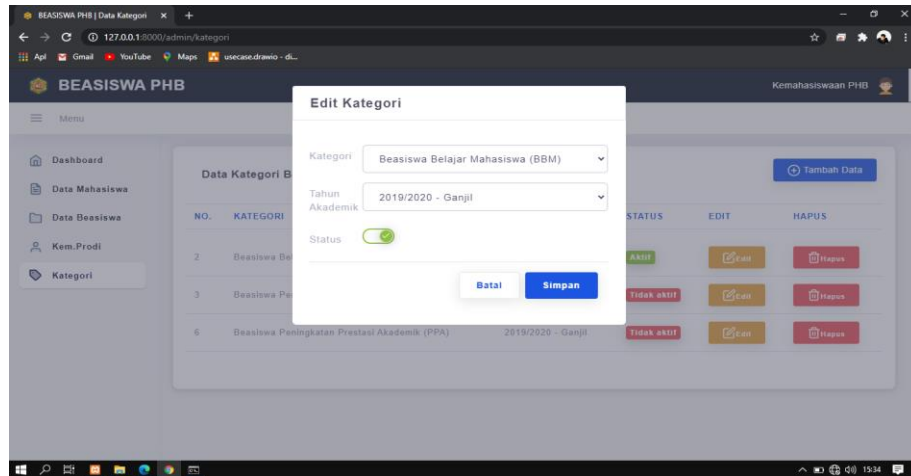 BEASISWA PHB | Data Kategori
127.0.0.1:8000/admin/kategori
Apl Gmail YouTube Maps usecase.drawio - di...
BEASISWA PHB
Kemahasiswaan PHB
Menu
Dashboard
Data Mahasiswa
Data Beasiswa
Kem.Prodi
Kategori
Data Kategori B
Tambah Data
NO. KATEGORI STATUS EDIT HAPUS
2 Beasiswa Bel Aktif Edit Hapus
3 Beasiswa Pe Tidak aktif Edit Hapus
6 Beasiswa Peningkatan Prestasi Akademik (PPA) 2019/2020 - Ganjil Tidak aktif Edit Hapus
Edit Kategori
Kategori Beasiswa Belajar Mahasiswa (BBM)
Tahun
Akademik
2019/2020 - Ganjil
Status
Batal Simpan
15:34